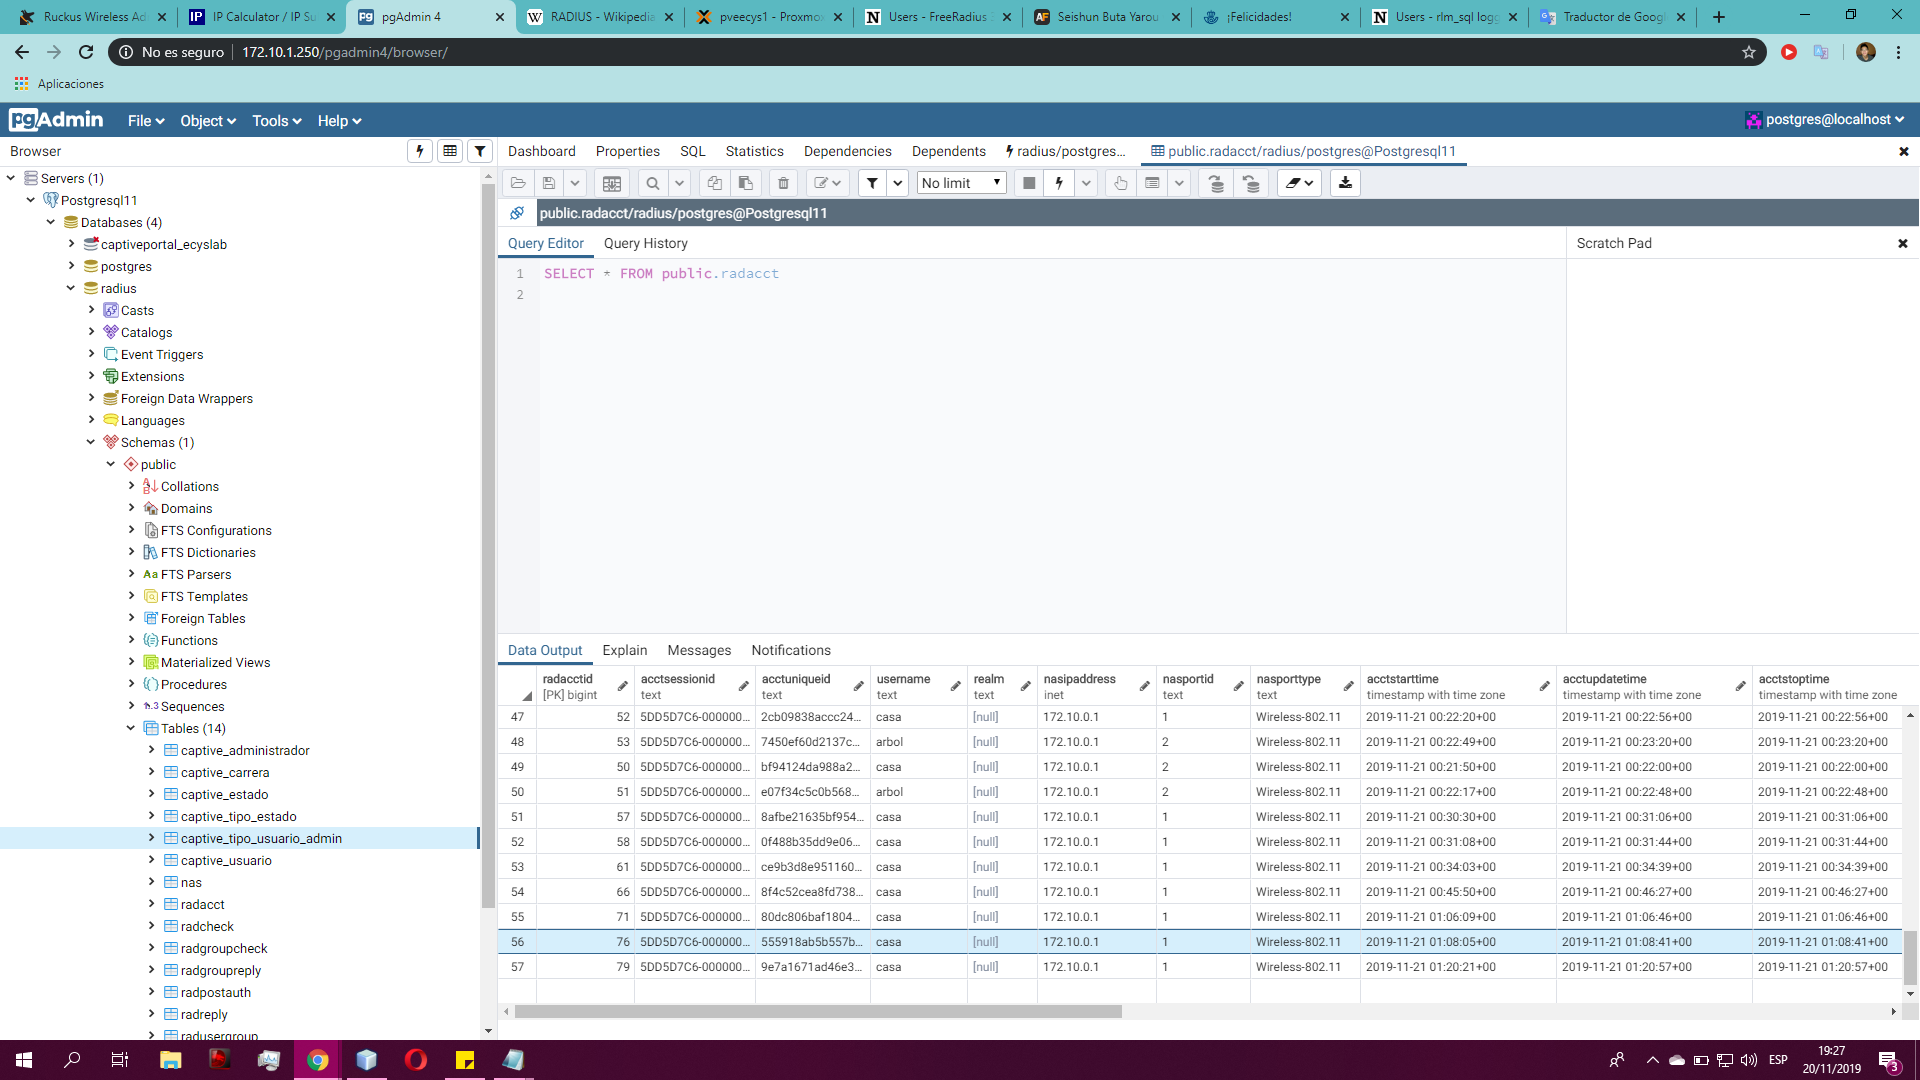 Ruckus Wireless Ad
IP Calculator / IP Su
pgAdmin 4
RADIUS - Wikipedia
pveecys1 - Proxmo
Users - FreeRadius
Seishun Buta Yarou
¡Felicidades!
Users - rlm_sql logg
Traductor de Goog
No es seguro
172.10.1.250/pgadmin4/browser/
Aplicaciones
pgAdmin
File
Object
Tools
Help
postgres@localhost
Browser
Dashboard
Properties
SQL
Statistics
Dependencies
Dependents
radius/postgres...
public.radacct/radius/postgres@Postgresql11
No limit
public.radacct/radius/postgres@Postgresql11
Query Editor
Query History
Scratch Pad
1 SELECT * FROM public.radacct
2
Servers (1)
Postgresql11
Databases (4)
captiveportal_ecyslab
postgres
radius
Casts
Catalogs
Event Triggers
Extensions
Foreign Data Wrappers
Languages
Schemas (1)
public
Collations
Domains
FTS Configurations
FTS Dictionaries
FTS Parsers
FTS Templates
Foreign Tables
Functions
Materialized Views
Procedures
Sequences
Tables (14)
captive_administrador
captive_carrera
captive_estado
captive_tipo_estado
captive_tipo_usuario_admin
captive_usuario
nas
radacct
radcheck
radgroupcheck
radgroupreply
radpostauth
radreply
radusergroup
Data Output
Explain
Messages
Notifications
radacctid acctsessionid acctuniqueid username realm nasipaddress nasportid nasporttype acctstarttime acctupdatetime acctstoptime
[PK] bigint text text text text inet text text timestamp with time zone timestamp with time zone timestamp with time zone
47 52 5DD5D7C6-000000... 2cb09838accc24... casa [null] 172.10.0.1 1 Wireless-802.11 2019-11-21 00:22:20+00 2019-11-21 00:22:56+00 2019-11-21 00:22:56+00
48 53 5DD5D7C6-000000... 7450ef60d2137c... arbol [null] 172.10.0.1 2 Wireless-802.11 2019-11-21 00:22:49+00 2019-11-21 00:23:20+00 2019-11-21 00:23:20+00
49 50 5DD5D7C6-000000... bf94124da988a2... casa [null] 172.10.0.1 2 Wireless-802.11 2019-11-21 00:21:50+00 2019-11-21 00:22:00+00 2019-11-21 00:22:00+00
50 51 5DD5D7C6-000000... e07f34c5c0b568... arbol [null] 172.10.0.1 2 Wireless-802.11 2019-11-21 00:22:17+00 2019-11-21 00:22:48+00 2019-11-21 00:22:48+00
51 57 5DD5D7C6-000000... 8afbe21635bf954... casa [null] 172.10.0.1 1 Wireless-802.11 2019-11-21 00:30:30+00 2019-11-21 00:31:06+00 2019-11-21 00:31:06+00
52 58 5DD5D7C6-000000... 0f488b35dd9e06... casa [null] 172.10.0.1 1 Wireless-802.11 2019-11-21 00:31:08+00 2019-11-21 00:31:44+00 2019-11-21 00:31:44+00
53 61 5DD5D7C6-000000... ce9b3d8e951160... casa [null] 172.10.0.1 1 Wireless-802.11 2019-11-21 00:34:03+00 2019-11-21 00:34:39+00 2019-11-21 00:34:39+00
54 66 5DD5D7C6-000000... 8f4c52cea8fd738... casa [null] 172.10.0.1 1 Wireless-802.11 2019-11-21 00:45:50+00 2019-11-21 00:46:27+00 2019-11-21 00:46:27+00
55 71 5DD5D7C6-000000... 80dc806baf1804... casa [null] 172.10.0.1 1 Wireless-802.11 2019-11-21 01:06:09+00 2019-11-21 01:06:46+00 2019-11-21 01:06:46+00
56 76 5DD5D7C6-000000... 555918ab5b557b... casa [null] 172.10.0.1 1 Wireless-802.11 2019-11-21 01:08:05+00 2019-11-21 01:08:41+00 2019-11-21 01:08:41+00
57 79 5DD5D7C6-000000... 9e7a1671ad46e3... casa [null] 172.10.0.1 1 Wireless-802.11 2019-11-21 01:20:21+00 2019-11-21 01:20:57+00 2019-11-21 01:20:57+00
ESP
19:27
20/11/2019
3